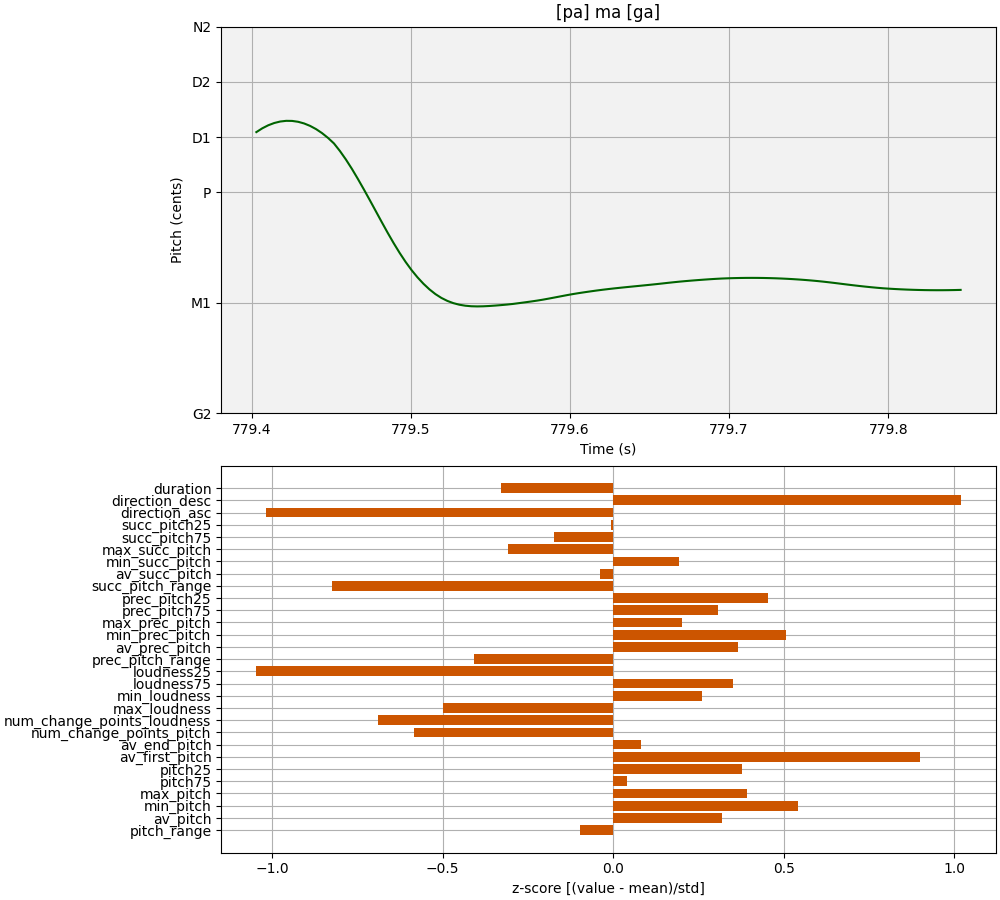 [pa] ma [ga]
N2
D2
D1
P
M1
G2
Pitch (cents)
779.4 779.5 779.6 779.7 779.8
Time (s)
duration
direction_desc
direction_asc
succ_pitch25
succ_pitch75
max_succ_pitch
min_succ_pitch
av_succ_pitch
succ_pitch_range
prec_pitch25
prec_pitch75
max_prec_pitch
min_prec_pitch
av_prec_pitch
prec_pitch_range
loudness25
loudness75
min_loudness
max_loudness
num_change_points_loudness
num_change_points_pitch
av_end_pitch
av_first_pitch
pitch25
pitch75
max_pitch
min_pitch
av_pitch
pitch_range
−1.0 −0.5 0.0 0.5 1.0
z-score [(value - mean)/std]